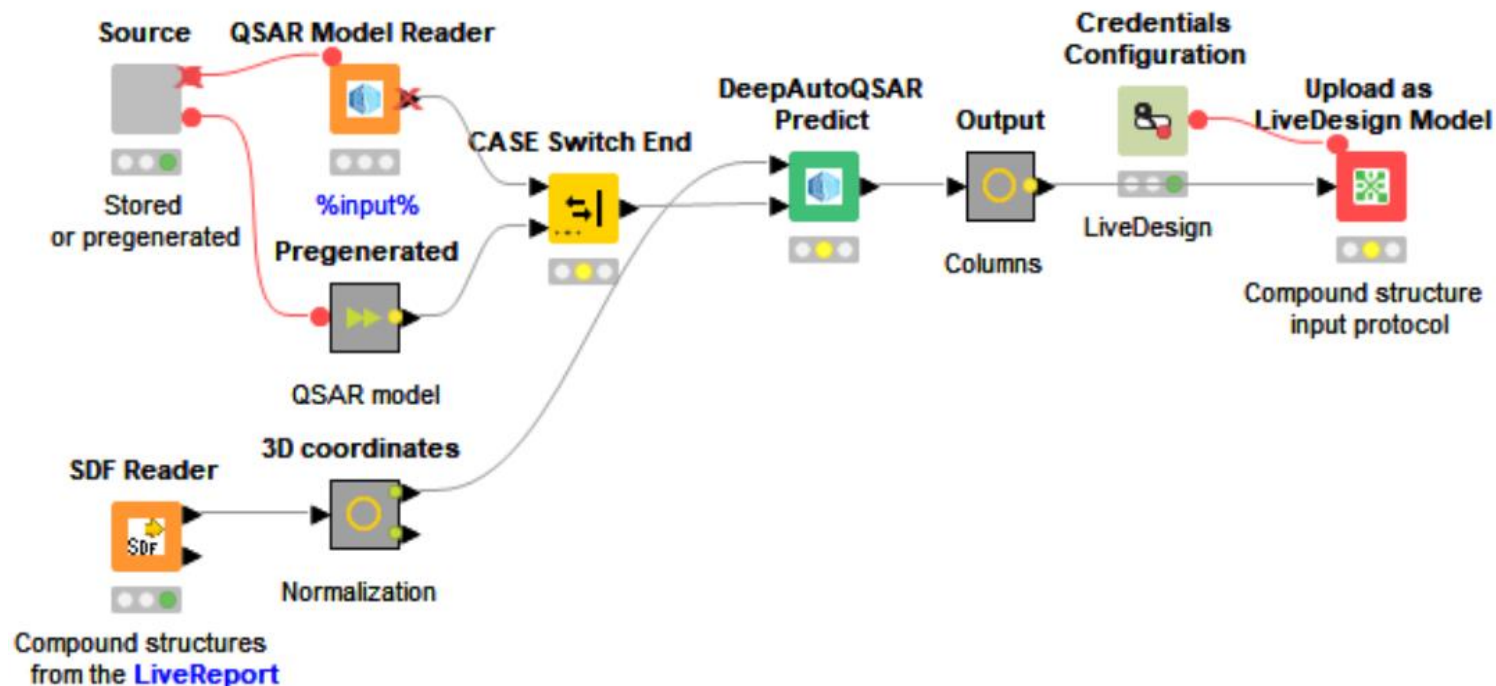 Source
Stored
or pregenerated
QSAR Model Reader
%input%
Pregenerated
QSAR model
CASE Switch End
DeepAutoQSAR
Predict
Output
Columns
Credentials
Configuration
LiveDesign
Upload as
LiveDesign Model
Compound structure
input protocol
SDF Reader
SDF
Compound structures
from the LiveReport
3D coordinates
Normalization